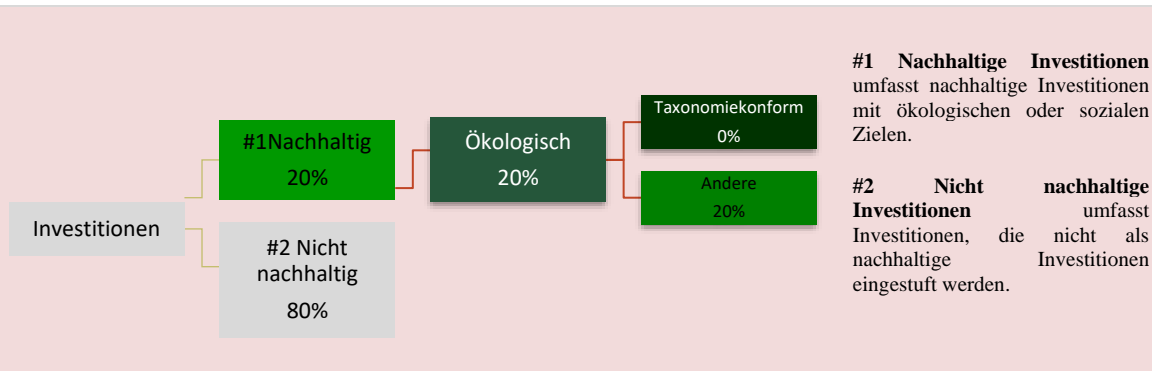 Investitionen
#1Nachhaltig
20%
#2 Nicht
nachhaltig
80%
Ökologisch
20%
Taxonomiekonform
0%
Andere
20%
#1 Nachhaltige Investitionen
umfasst nachhaltige Investitionen
mit ökologischen oder sozialen
Zielen.
#2 Nicht nachhaltige
Investitionen umfasst
Investitionen, die nicht als
nachhaltige Investitionen
eingestuft werden.